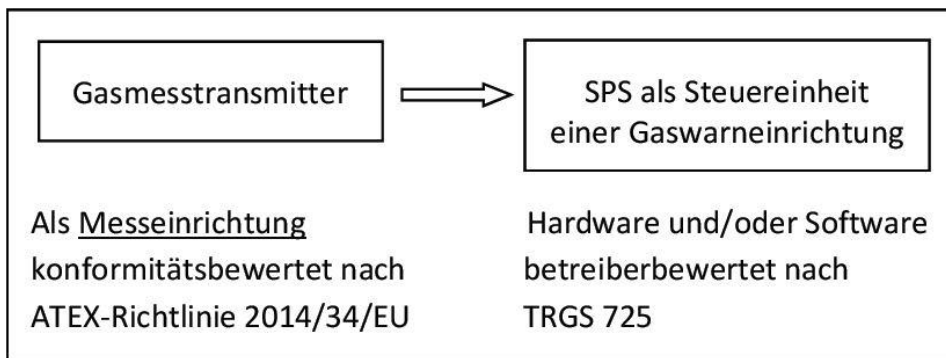 Gasmesstransmitter
SPS als Steuereinheit
einer Gaswarneinrichtung
Als Messeinrichtung
konformitätsbewertet nach
ATEX-Richtlinie 2014/34/EU
Hardware und/oder Software
betreiberbewertet nach
TRGS 725